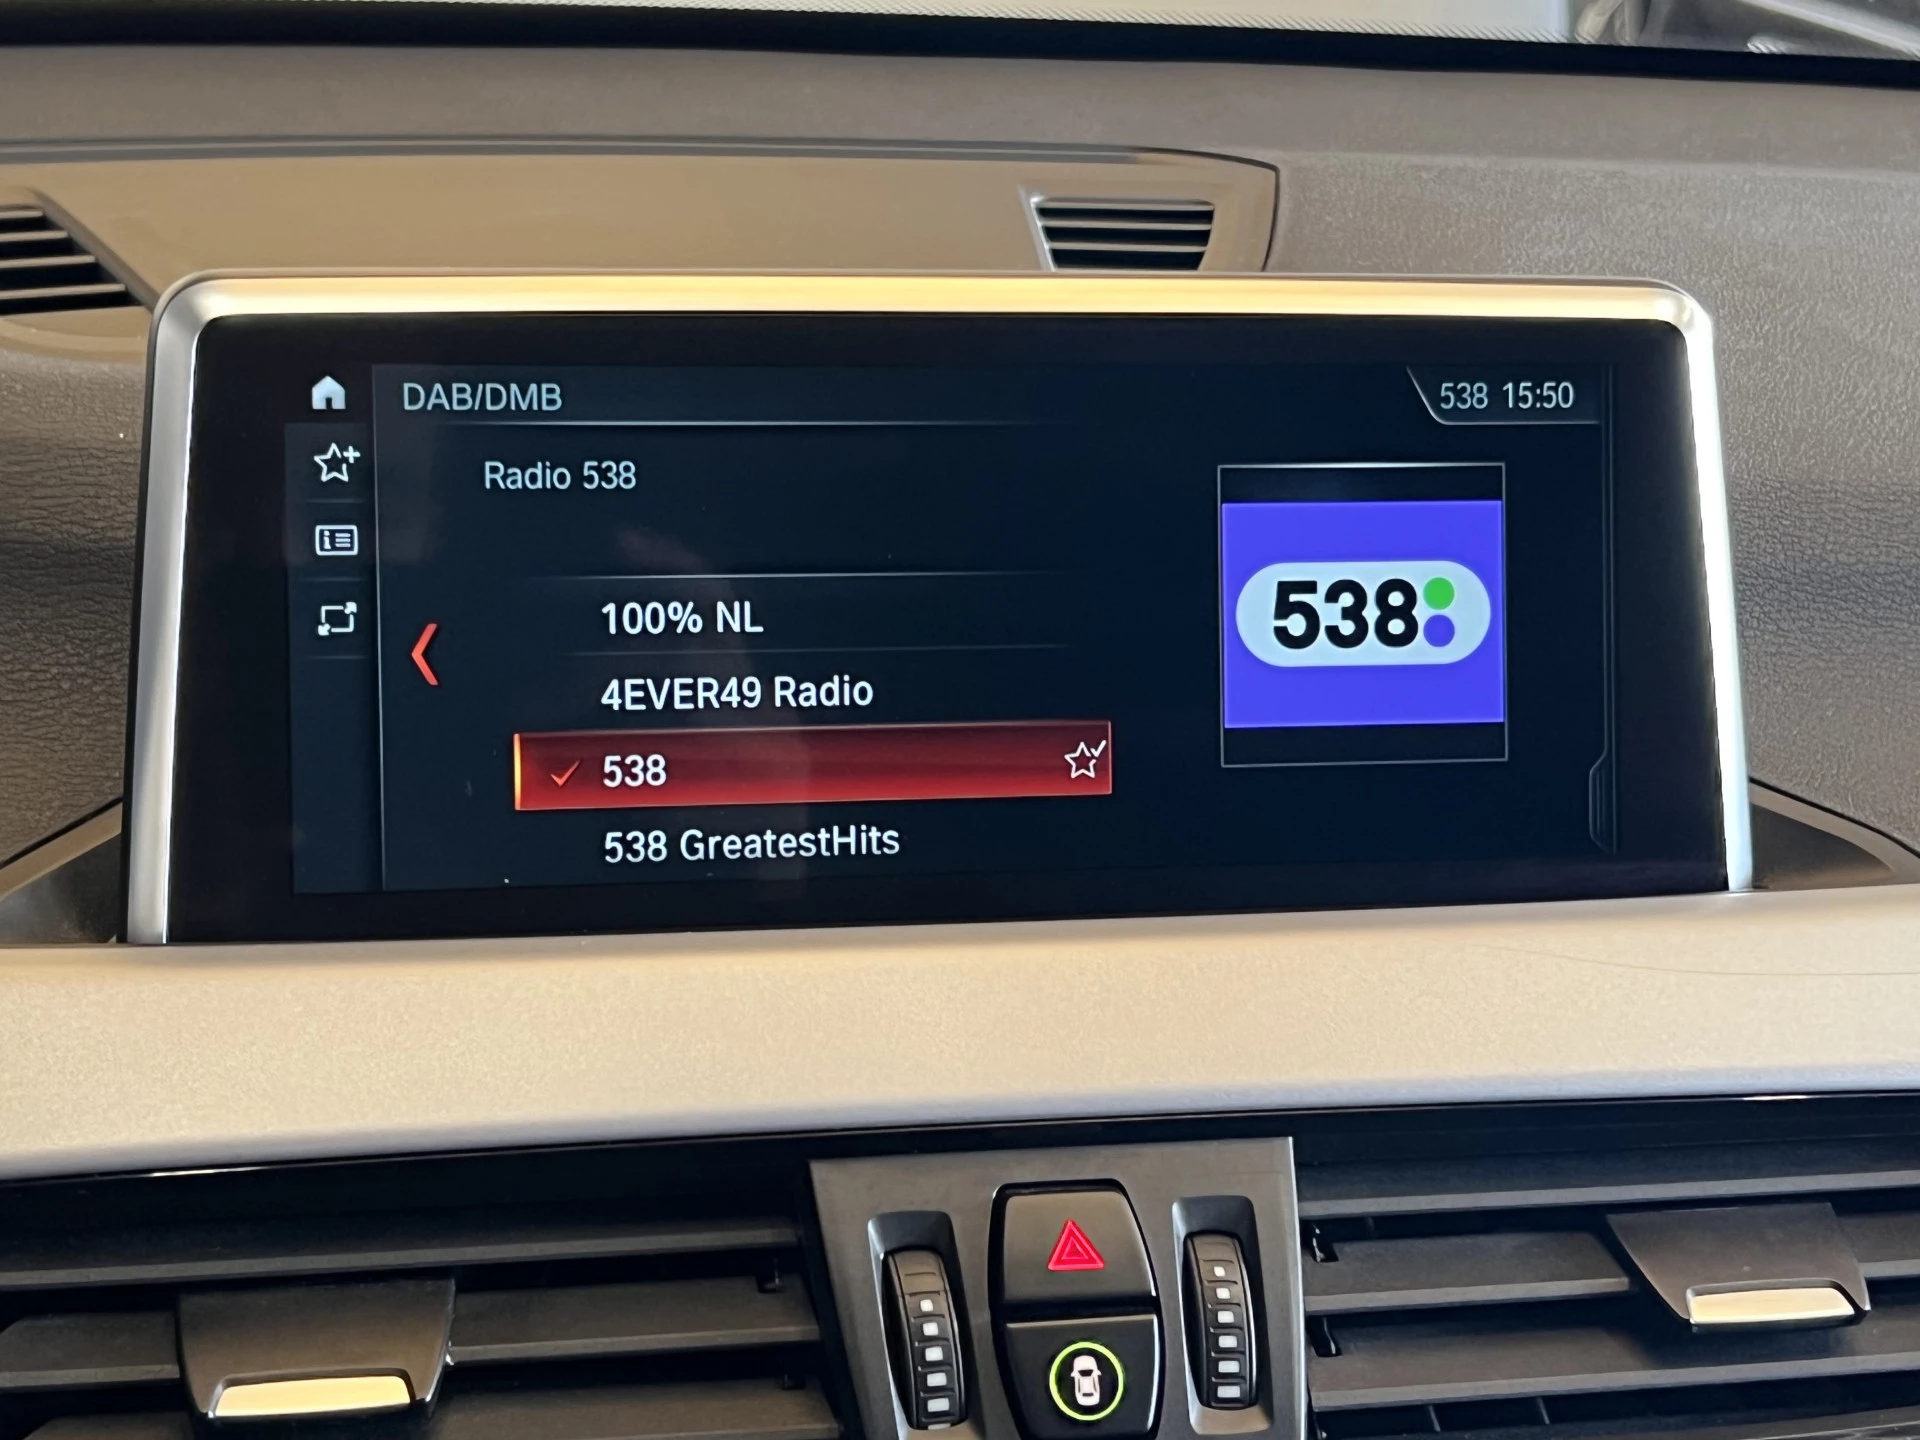 DAB/DMB
538 15:50
Radio 538
100% NL
4EVER49 Radio
538
538 GreatestHits
538